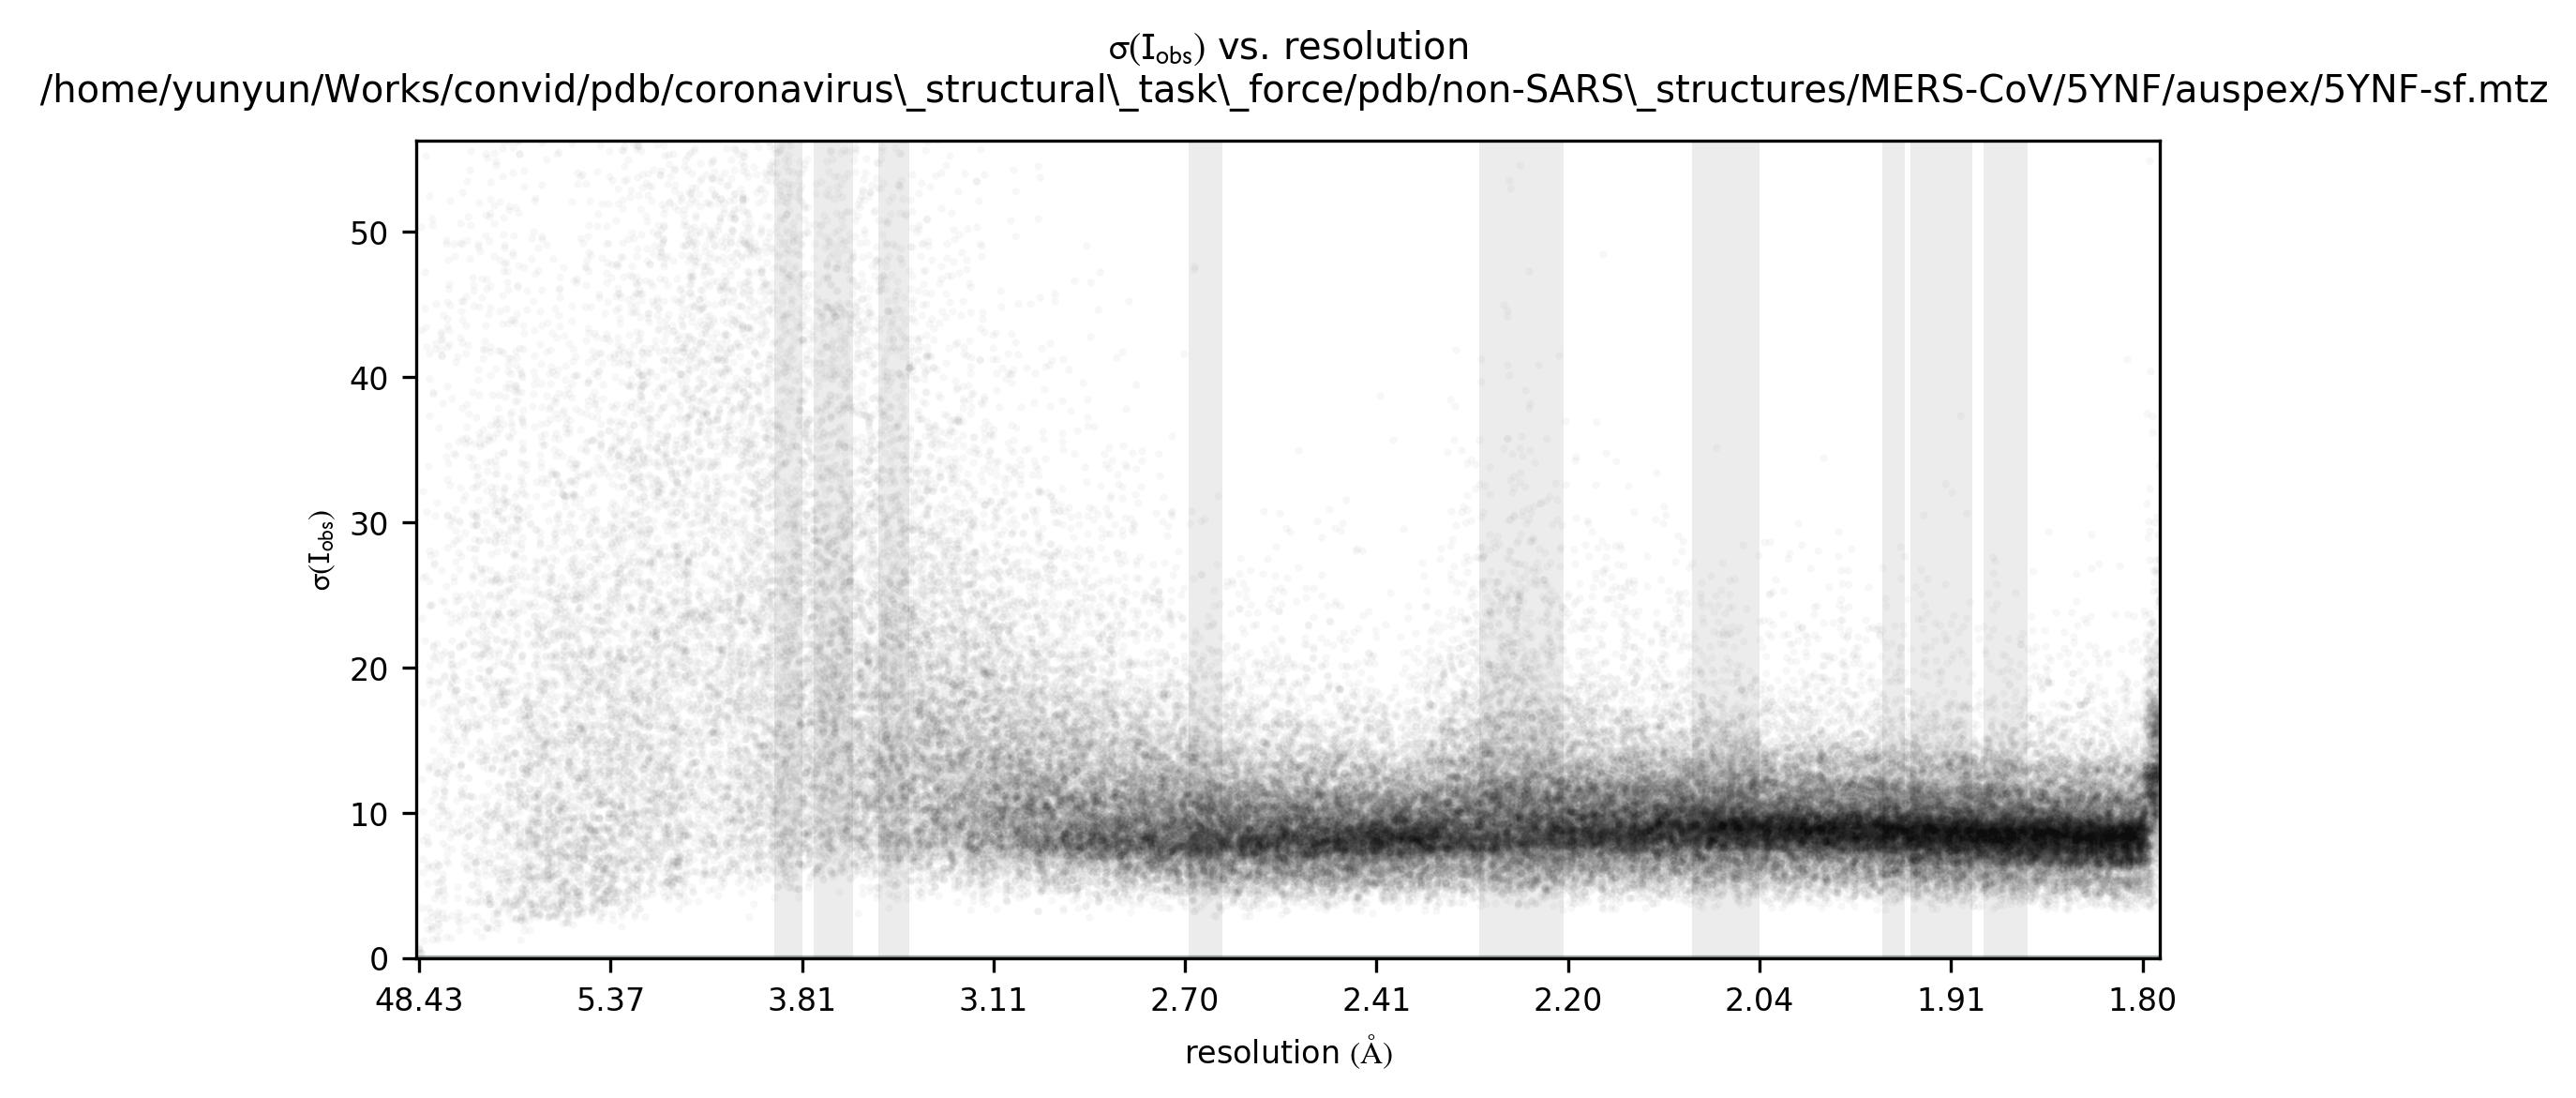 σ(I_obs) vs. resolution
/home/yunyun/Works/convid/pdb/coronavirus\_structural\_task\_force/pdb/non-SARS\_structures/MERS-CoV/5YNF/auspex/5YNF-sf.mtz
σ(I_obs)
50
40
30
20
10
0
48.43 5.37 3.81 3.11 2.70 2.41 2.20 2.04 1.91 1.80
resolution (Å)